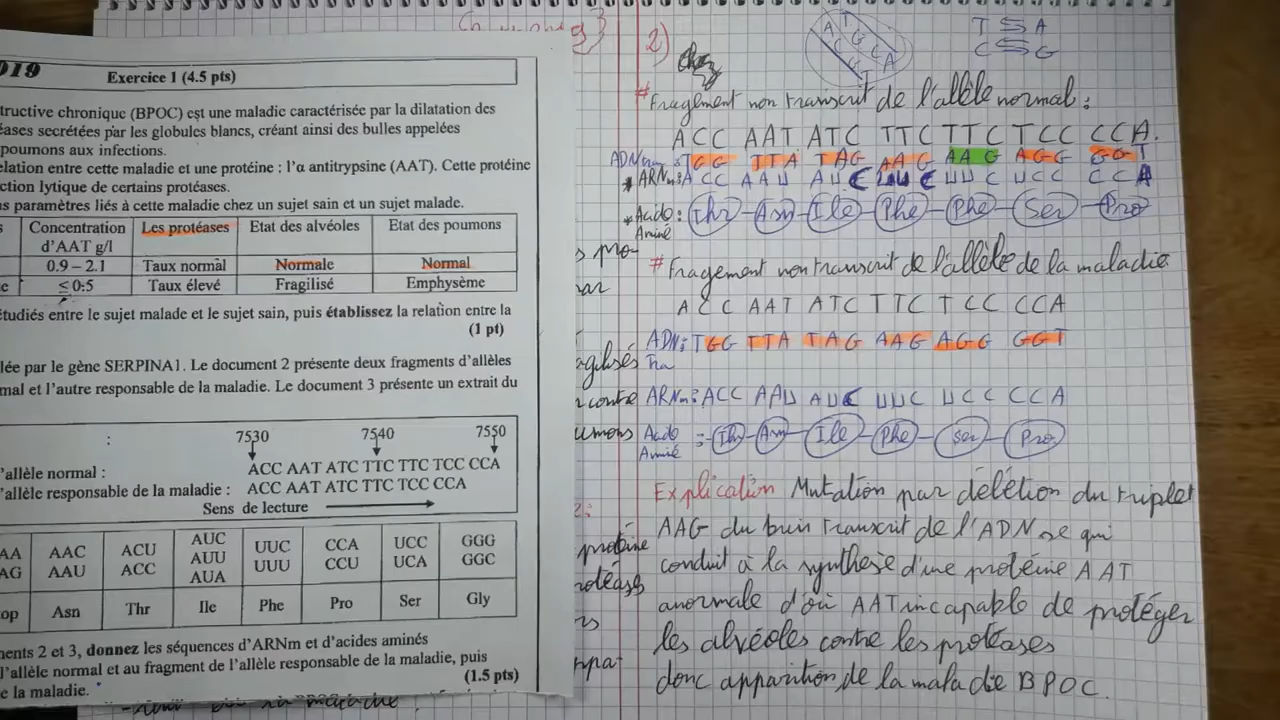 019
Exercice 1 (4.5 pts)
tructive chronique (BPOC) est une maladie caractérisée par la dilatation des
éases secrétées par les globules blancs, créant ainsi des bulles appelées
poumons aux infections.
elation entre cette maladie et une protéine : l'α antitrypsine (AAT). Cette protéine
ction lytique de certains protéases.
s paramètres liés à cette maladie chez un sujet sain et un sujet malade.
s Concentration d'AAT g/l Les protéases Etat des alvéoles Etat des poumons
0.9 – 2.1 Taux normal Normale Normal
e ≤ 0.5 Taux élevé Fragilisé Emphysème
étudiés entre le sujet malade et le sujet sain, puis établissez la relation entre la
(1 pt)
lée par le gène SERPINA1. Le document 2 présente deux fragments d'allèles
mal et l'autre responsable de la maladie. Le document 3 présente un extrait du
:
7530 7540 7550
'allèle normal : ACC AAT ATC TTC TTC TCC CCA
'allèle responsable de la maladie : ACC AAT ATC TTC TCC CCA
Sens de lecture
AA AAC ACU AUC UUC CCA UCC GGG
AG AAU ACC AUU UUU CCU UCA GGC
AUA
op Asn Thr Ile Phe Pro Ser Gly
nents 2 et 3, donnez les séquences d'ARNm et d'acides aminés
l'allèle normal et au fragment de l'allèle responsable de la maladie, puis
e la maladie.
(1.5 pts)
2)
T A
C G
# Fragement non transcrit de l'allèle normal :
ACC AAT ATC TTC TTC TCC CCA.
TGG TTA TAG AAG AAG AGG GGT
* ARNm : ACC AAU AUC UUC UUC UCC CCA
* Acide Aminé : Thr - Asn - Ile - Phe - Phe - Ser - Pro
# Fragement non transcrit de l'allèle de la maladie
ACC AAT ATC TTC TCC CCA
ADN Tra : TGG TTA TAG AAG AGG GGT
ARNm : ACC AAU AUC UUC UCC CCA
Acide Aminé : - Thr - Asn - Ile - Phe - Ser - Pro
Explication Mutation par délétion du triplet
AAG du brin transcrit de l'ADN se qui
conduit à la synthèse d'une protéine AAT
anormale d'où AAT incapable de protéger
les alvéoles contre les protéases
donc apparition de la maladie BPOC.